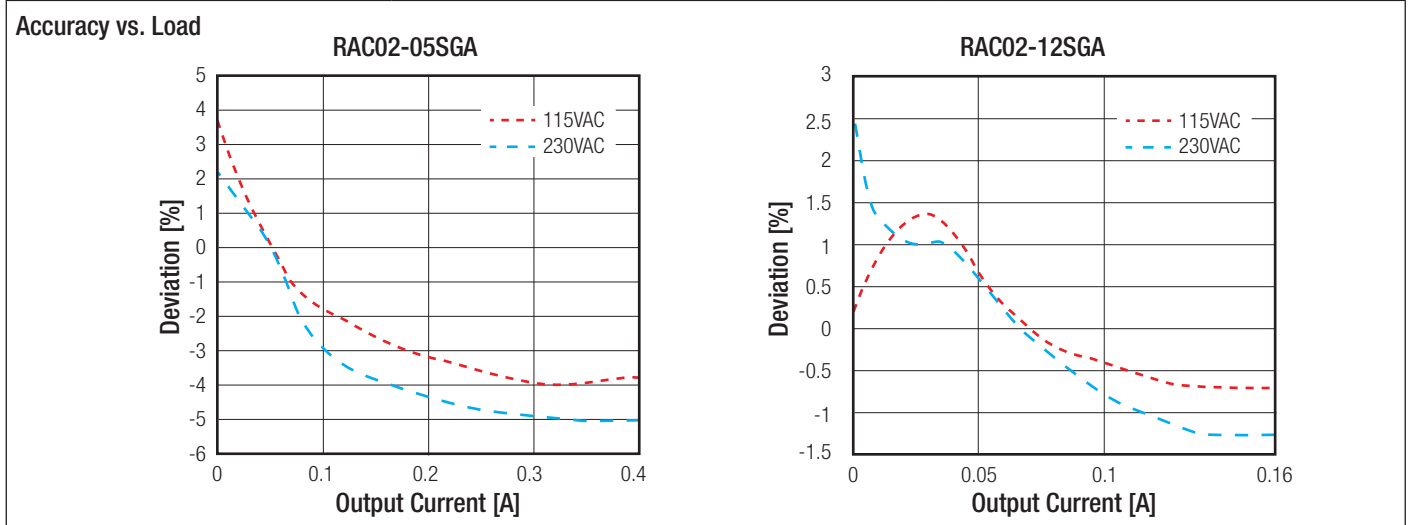 Accuracy vs. Load
RAC02-05SGA
5
4
3
2
1
0
-1
-2
-3
-4
-5
-6
Deviation [%]
115VAC
230VAC
0
0.1
0.2
0.3
0.4
Output Current [A]
RAC02-12SGA
3
2.5
2
1.5
1
0.5
0
-0.5
-1
-1.5
Deviation [%]
115VAC
230VAC
0
0.05
0.1
0.16
Output Current [A]